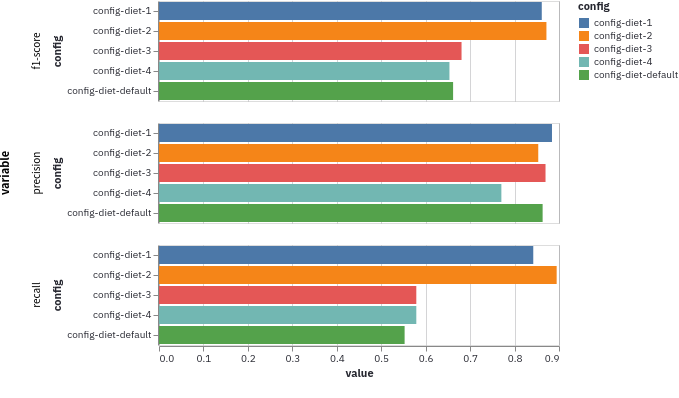 config
config-diet-1
config-diet-2
config-diet-3
config-diet-4
config-diet-default
variable
f1-score
config
config-diet-1
config-diet-2
config-diet-3
config-diet-4
config-diet-default
precision
config
config-diet-1
config-diet-2
config-diet-3
config-diet-4
config-diet-default
recall
config
config-diet-1
config-diet-2
config-diet-3
config-diet-4
config-diet-default
0.0 0.1 0.2 0.3 0.4 0.5 0.6 0.7 0.8 0.9
value